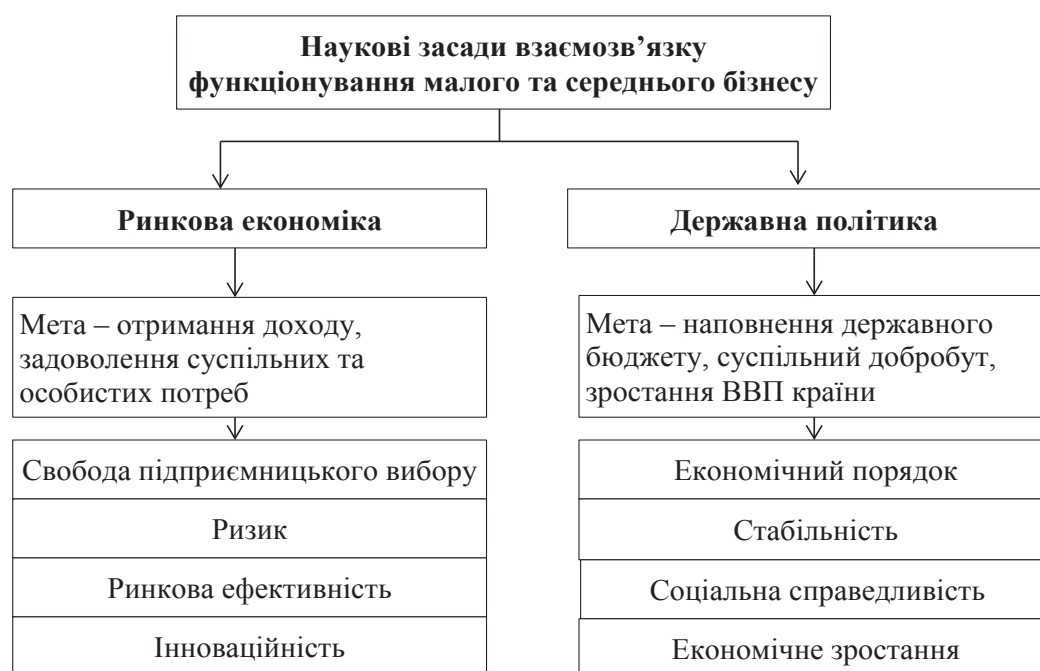 Наукові засади взаємозв’язку
функціонування малого та середнього бізнесу
Ринкова економіка
Державна політика
Мета – отримання доходу,
задоволення суспільних та
особистих потреб
Мета – наповнення державного
бюджету, суспільний добробут,
зростання ВВП країни
Свобода підприємницького вибору
Ризик
Ринкова ефективність
Інноваційність
Економічний порядок
Стабільність
Соціальна справедливість
Економічне зростання